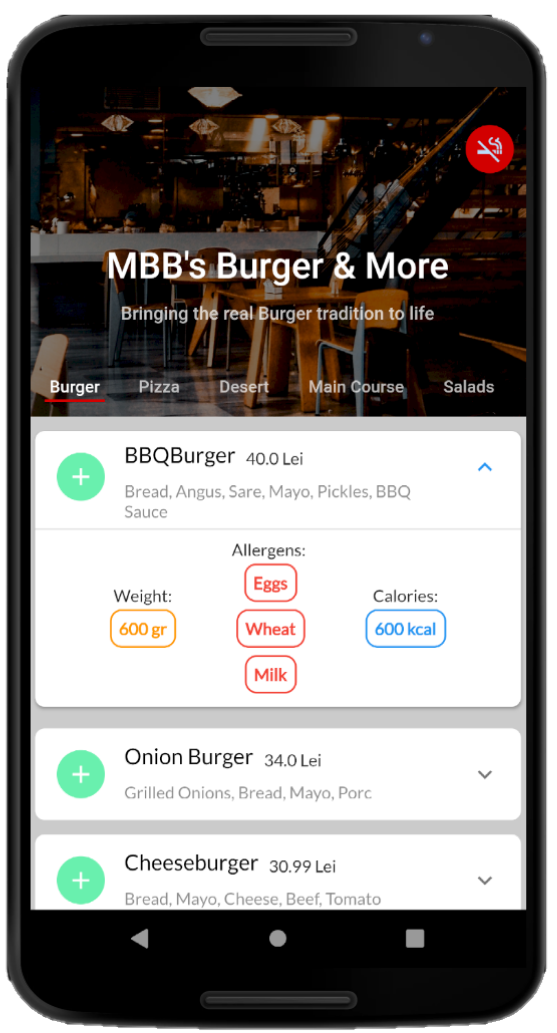 MBB's Burger & More
Bringing the real Burger tradition to life
Burger Pizza Desert Main Course Salads
BBQBurger 40.0 Lei
Bread, Angus, Sare, Mayo, Pickles, BBQ
Sauce
Allergens:
Eggs
Weight:
600 gr
Wheat
Calories:
600 kcal
Milk
Onion Burger 34.0 Lei
Grilled Onions, Bread, Mayo, Porc
Cheeseburger 30.99 Lei
Bread, Mayo, Cheese, Beef, Tomato